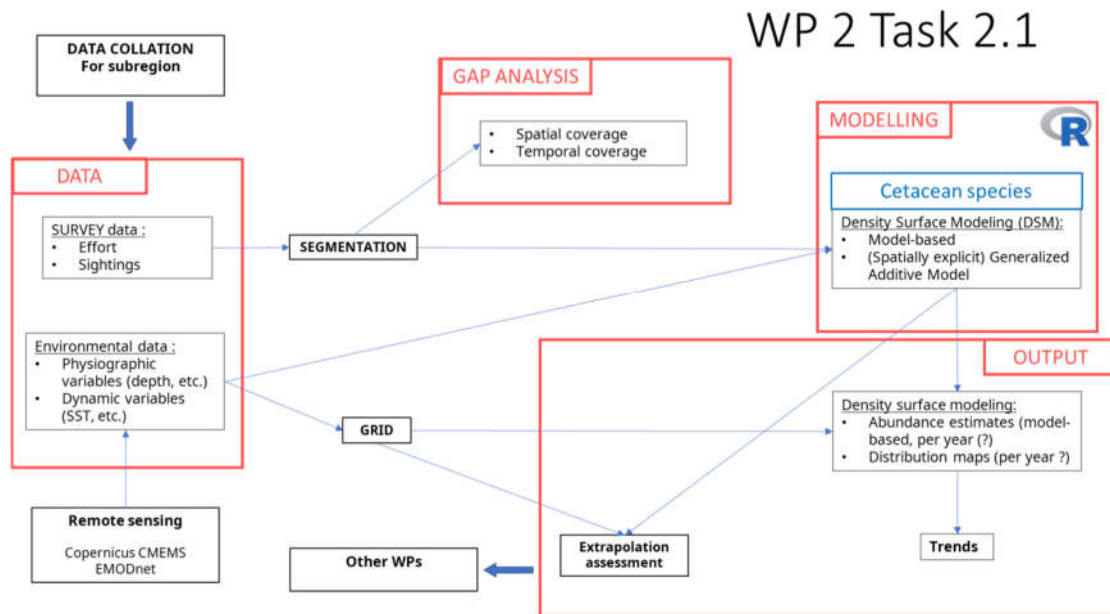 WP 2 Task 2.1
DATA COLLATION
For subregion
GAP ANALYSIS
• Spatial coverage
• Temporal coverage
MODELLING
R
Cetacean species
Density Surface Modeling (DSM):
• Model-based
• (Spatially explicit) Generalized
Additive Model
DATA
SURVEY data :
• Effort
• Sightings
SEGMENTATION
Environmental data :
• Physiographic
variables (depth, etc.)
• Dynamic variables
(SST, etc.)
GRID
OUTPUT
Density surface modeling:
• Abundance estimates (model-
based, per year (?)
• Distribution maps (per year ?)
Remote sensing
Copernicus CMEMS
EMODnet
Other WPs
Extrapolation
assessment
Trends